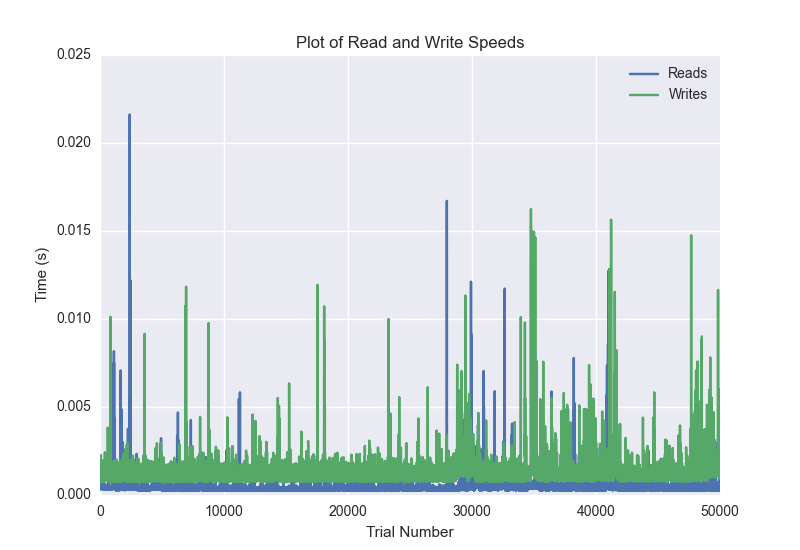 Plot of Read and Write Speeds
0.025
0.020
0.015
0.010
0.005
0.000
Time (s)
Reads
Writes
0 10000 20000 30000 40000 50000
Trial Number